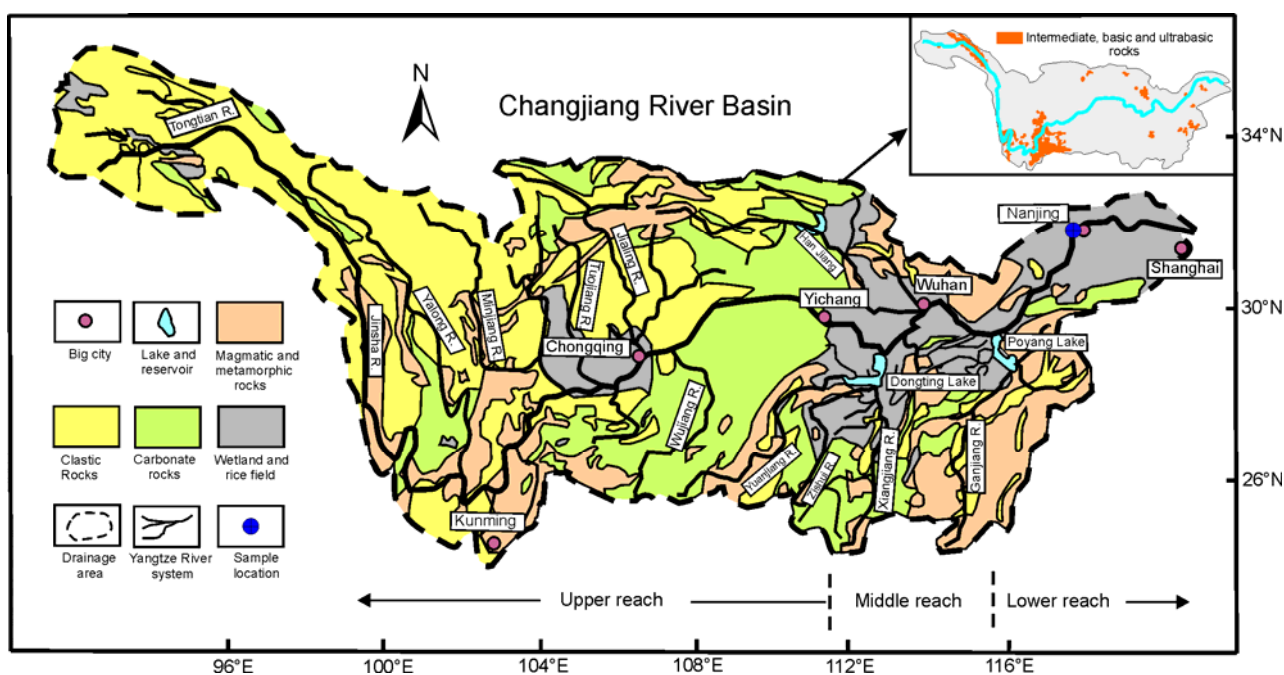 Intermediate, basic and ultrabasic
rocks
N
Changjiang River Basin
34°N
30°N
26°N
Tongtian R.
Jinsha R.
Yalong R.
Minjiang R.
Tuojiang R.
Jialing R.
Chongqing
Wujiang R.
Kunming
Han Jiang
Yichang
Wuhan
Nanjing
Shanghai
Poyang Lake
Dongting Lake
Yuanjiang R.
Zishui R.
Xiangjiang R.
Ganjiang R.
Big city
Lake and
reservoir
Magmatic and
metamorphic
rocks
Clastic
Rocks
Carbonate
rocks
Wetland and
rice field
Drainage
area
Yangtze River
system
Sample
location
Upper reach
Middle reach
Lower reach
96°E
100°E
104°E
108°E
112°E
116°E